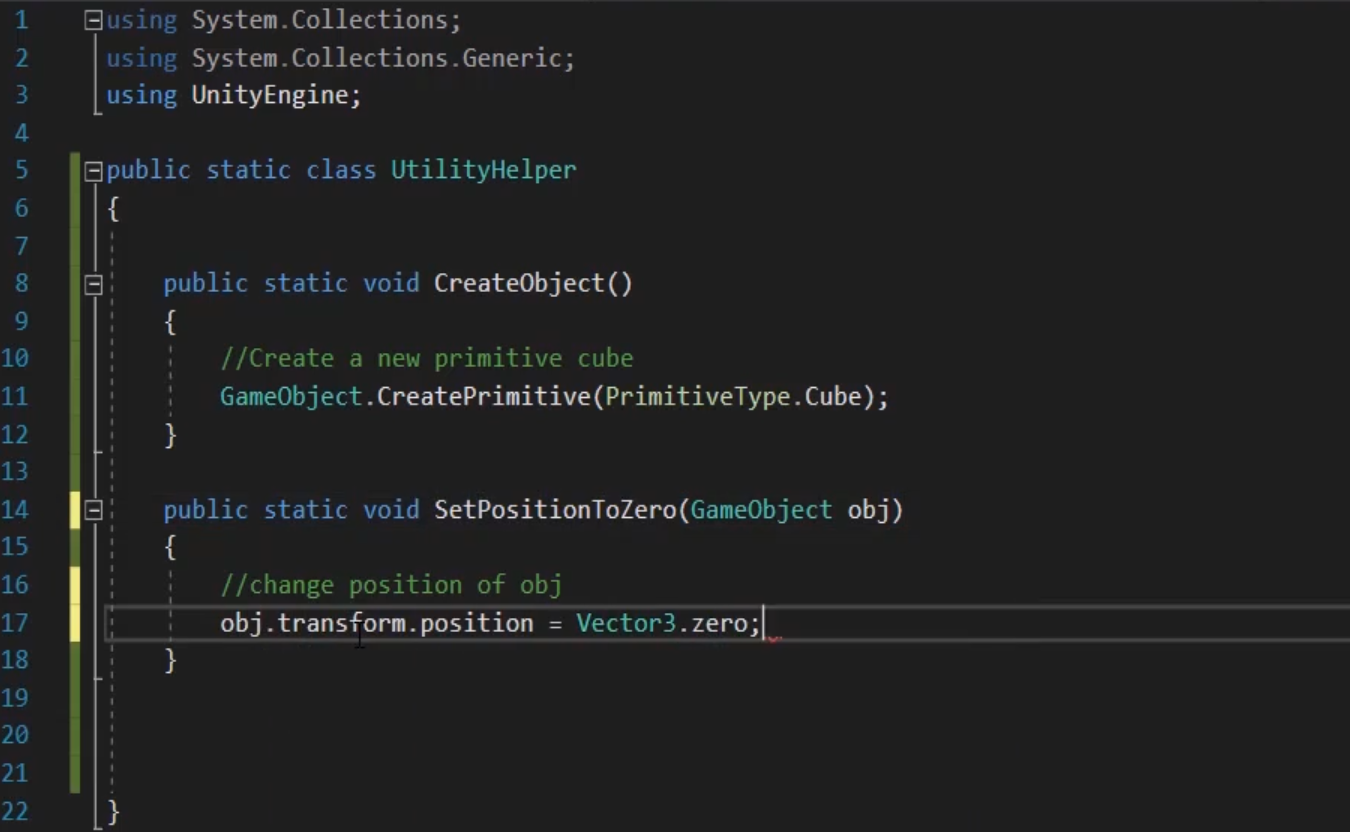 1 using System.Collections;
2 using System.Collections.Generic;
3 using UnityEngine;
4
5 public static class UtilityHelper
6 {
7
8 public static void CreateObject()
9 {
10 //Create a new primitive cube
11 GameObject.CreatePrimitive(PrimitiveType.Cube);
12 }
13
14 public static void SetPositionToZero(GameObject obj)
15 {
16 //change position of obj
17 obj.transform.position = Vector3.zero;
18 }
19
20
21
22 }